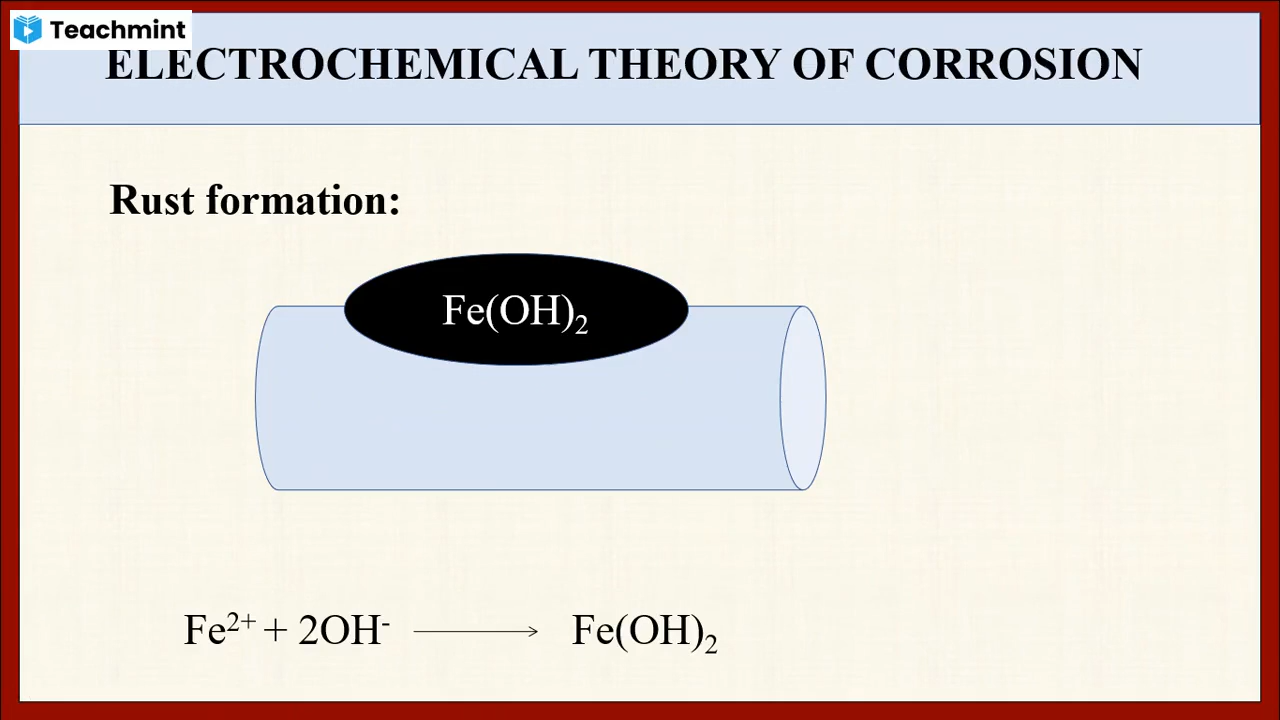 Teachmint
ELECTROCHEMICAL THEORY OF CORROSION
Rust formation:
Fe(OH)₂
Fe²⁺ + 2OH⁻ ⟶ Fe(OH)₂